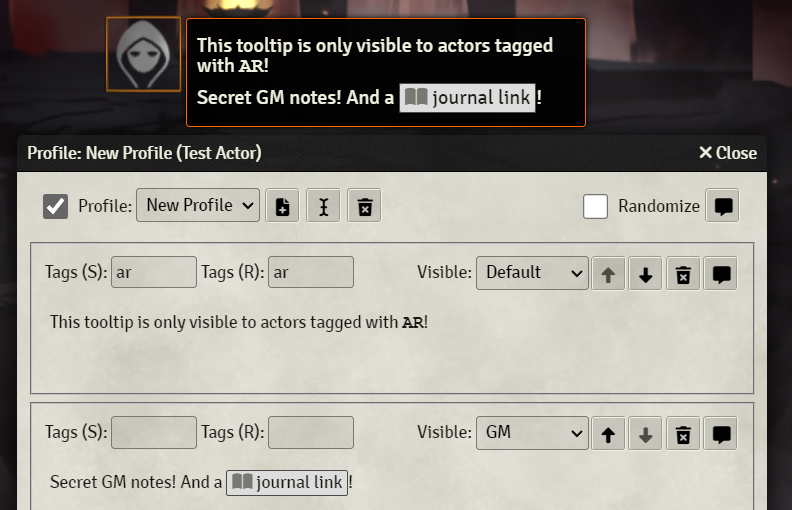 This tooltip is only visible to actors tagged
with AR!
Secret GM notes! And a journal link!
Profile: New Profile (Test Actor) Close
Profile: New Profile Randomize
Tags (S): ar Tags (R): ar Visible: Default
This tooltip is only visible to actors tagged with AR!
Tags (S): Tags (R): Visible: GM
Secret GM notes! And a journal link!